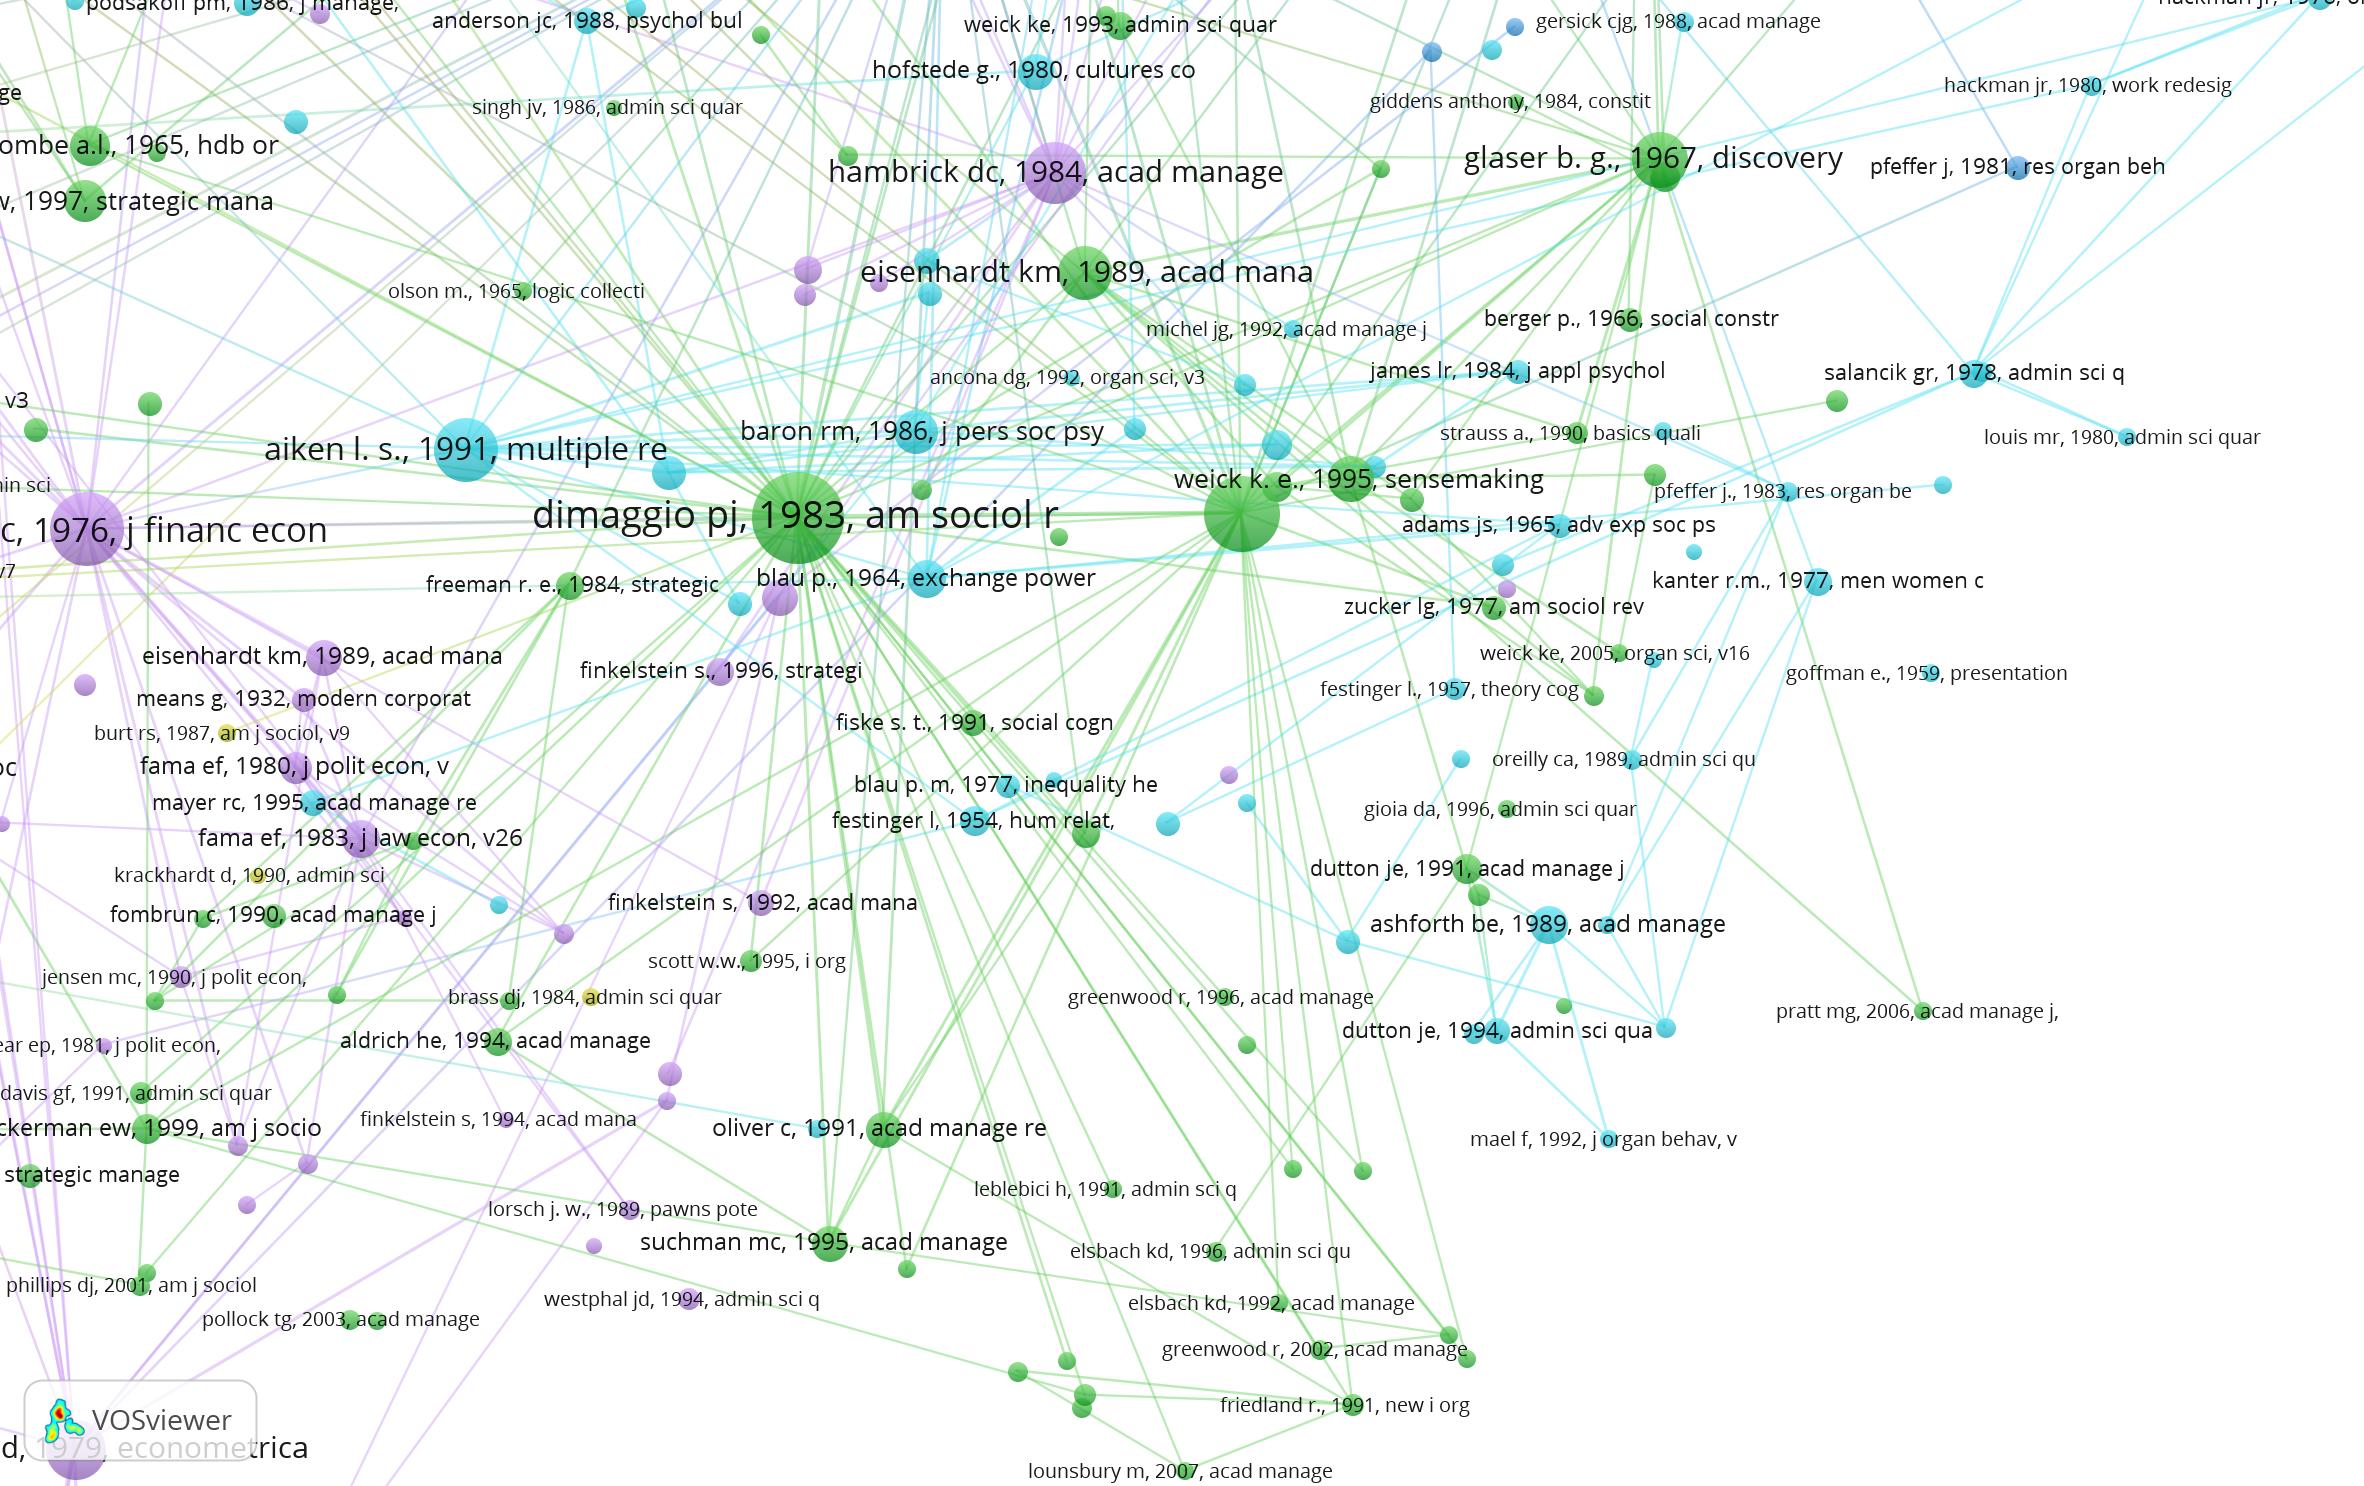 podsakoff pm, 1986, j manage,
anderson jc, 1988, psychol bul
weick ke, 1993, admin sci quar
gersick cjg, 1988, acad manage
hofstede g., 1980, cultures co
hackman jr, 1980, work redesig
ge
singh jv, 1986, admin sci quar
giddens anthony, 1984, constit
ombe a.l., 1965, hdb or
hambrick dc, 1984, acad manage
glaser b. g., 1967, discovery
pfeffer j, 1981, res organ beh
w, 1997, strategic mana
eisenhardt km, 1989, acad mana
olson m., 1965, logic collecti
michel jg, 1992, acad manage j
berger p., 1966, social constr
ancona dg, 1992, organ sci, v3
james lr, 1984, j appl psychol
salancik gr, 1978, admin sci q
v3
baron rm, 1986, j pers soc psy
strauss a., 1990, basics quali
louis mr, 1980, admin sci quar
aiken l. s., 1991, multiple re
min sci
weick k. e., 1995, sensemaking
pfeffer j., 1983, res organ be
dimaggio pj, 1983, am sociol r
c, 1976, j financ econ
adams js, 1965, adv exp soc ps
v7
freeman r. e., 1984, strategic
blau p., 1964, exchange power
kanter r.m., 1977, men women c
zucker lg, 1977, am sociol rev
eisenhardt km, 1989, acad mana
finkelstein s., 1996, strategi
weick ke, 2005, organ sci, v16
goffman e., 1959, presentation
means g, 1932, modern corporat
festinger l., 1957, theory cog
burt rs, 1987, am j sociol, v9
fiske s. t., 1991, social cogn
oc
fama ef, 1980, j polit econ, v
blau p. m, 1977, inequality he
oreilly ca, 1989, admin sci qu
mayer rc, 1995, acad manage re
festinger l, 1954, hum relat,
gioia da, 1996, admin sci quar
fama ef, 1983, j law econ, v26
krackhardt d, 1990, admin sci
dutton je, 1991, acad manage j
fombrun c, 1990, acad manage j
finkelstein s, 1992, acad mana
ashforth be, 1989, acad manage
jensen mc, 1990, j polit econ,
scott w.w., 1995, i org
brass dj, 1984, admin sci quar
greenwood r, 1996, acad manage
pratt mg, 2006, acad manage j,
ear ep, 1981, j polit econ,
aldrich he, 1994, acad manage
dutton je, 1994, admin sci qua
davis gf, 1991, admin sci quar
ckerman ew, 1999, am j socio
finkelstein s, 1994, acad mana
oliver c, 1991, acad manage re
mael f, 1992, j organ behav, v
strategic manage
leblebici h, 1991, admin sci q
lorsch j. w., 1989, pawns pote
suchman mc, 1995, acad manage
elsbach kd, 1996, admin sci qu
phillips dj, 2001, am j sociol
westphal jd, 1994, admin sci q
elsbach kd, 1992, acad manage
pollock tg, 2003, acad manage
greenwood r, 2002, acad manage
friedland r., 1991, new i org
VOSviewer
d, 1979, econometrica
lounsbury m, 2007, acad manage